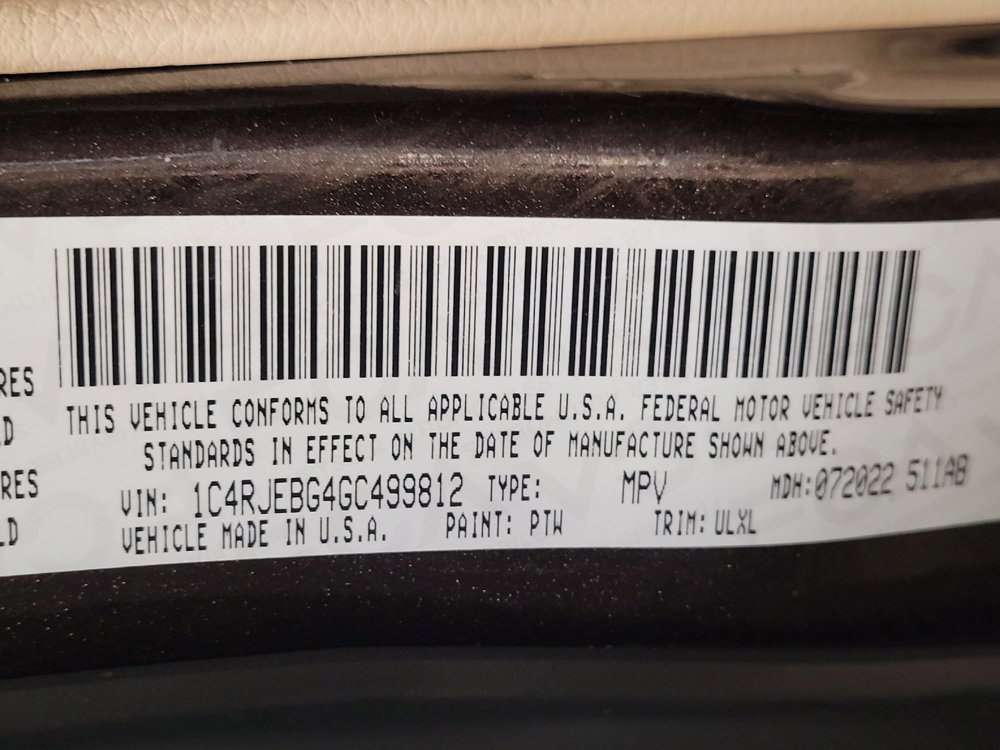 RES
D
RES
LD
THIS VEHICLE CONFORMS TO ALL APPLICABLE U.S.A. FEDERAL MOTOR VEHICLE SAFETY
STANDARDS IN EFFECT ON THE DATE OF MANUFACTURE SHOWN ABOVE.
VIN: 1C4RJEBG4GC499812 TYPE: MPV MDH:072022 511AB
VEHICLE MADE IN U.S.A. PAINT: PTW TRIM: ULXL